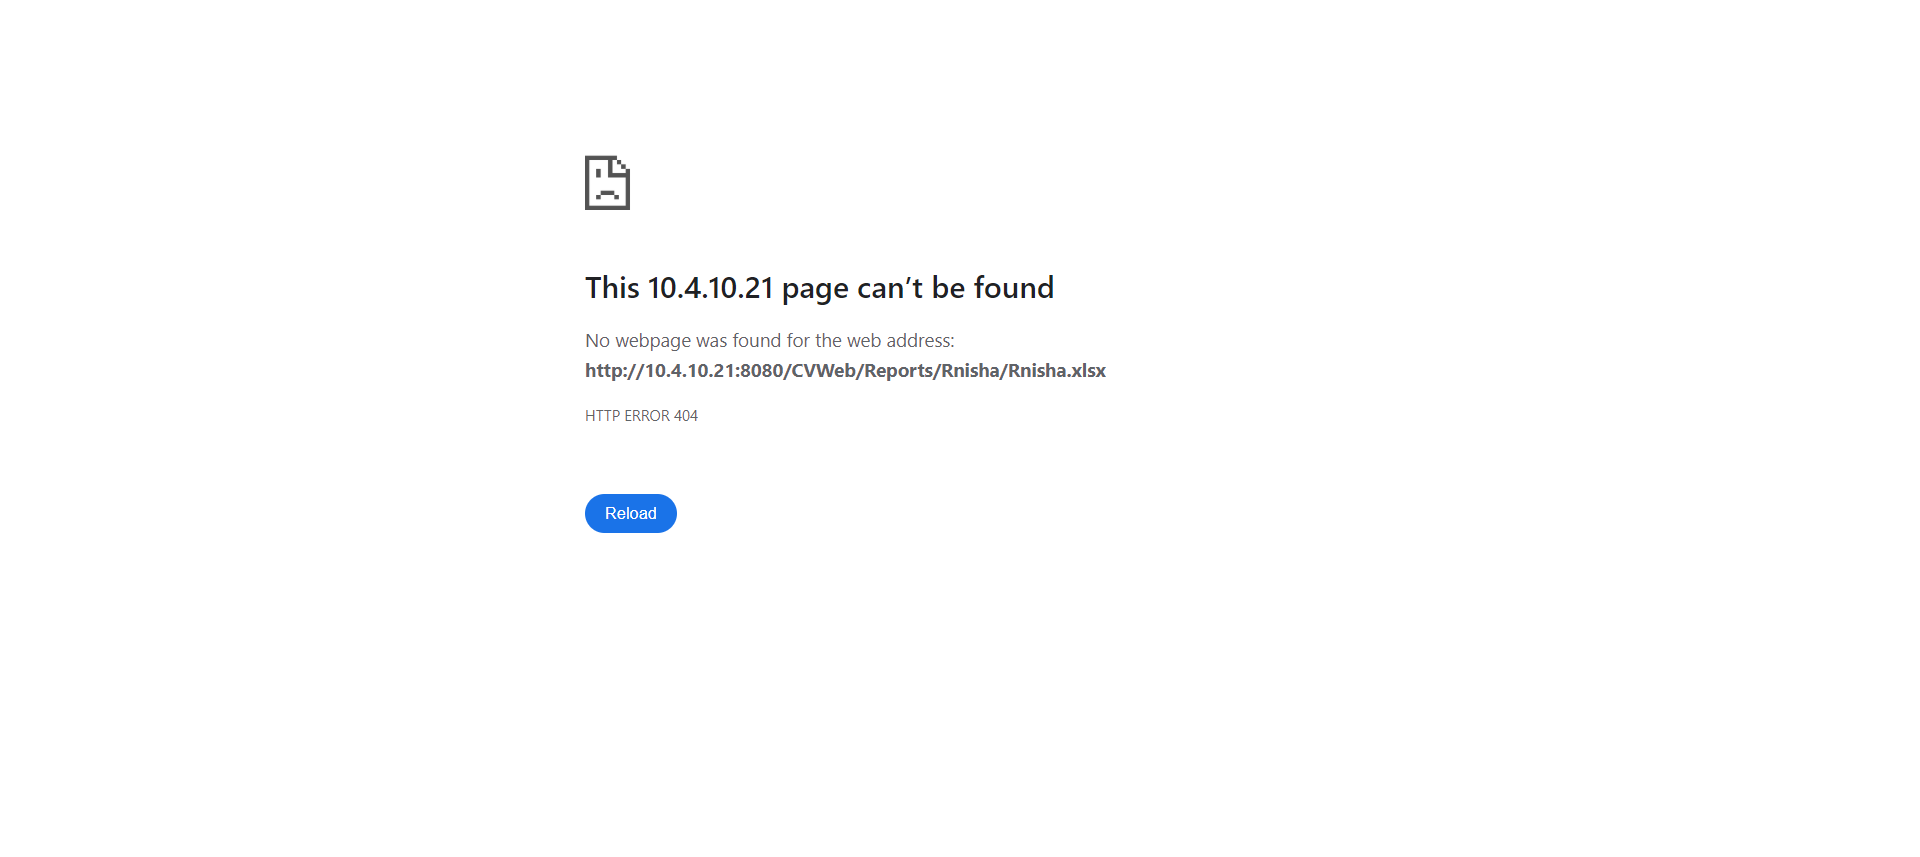 This 10.4.10.21 page can’t be found
No webpage was found for the web address:
http://10.4.10.21:8080/CVWeb/Reports/Rnisha/Rnisha.xlsx
HTTP ERROR 404
Reload